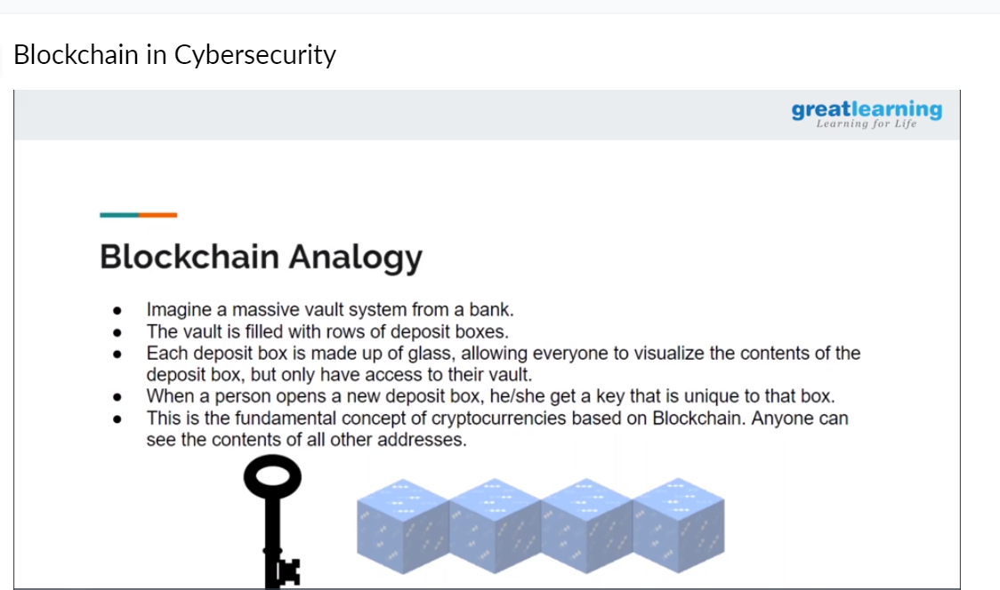 Blockchain in Cybersecurity
greatlearning
Learning for Life
Blockchain Analogy
● Imagine a massive vault system from a bank.
● The vault is filled with rows of deposit boxes.
● Each deposit box is made up of glass, allowing everyone to visualize the contents of the
deposit box, but only have access to their vault.
● When a person opens a new deposit box, he/she get a key that is unique to that box.
● This is the fundamental concept of cryptocurrencies based on Blockchain. Anyone can
see the contents of all other addresses.